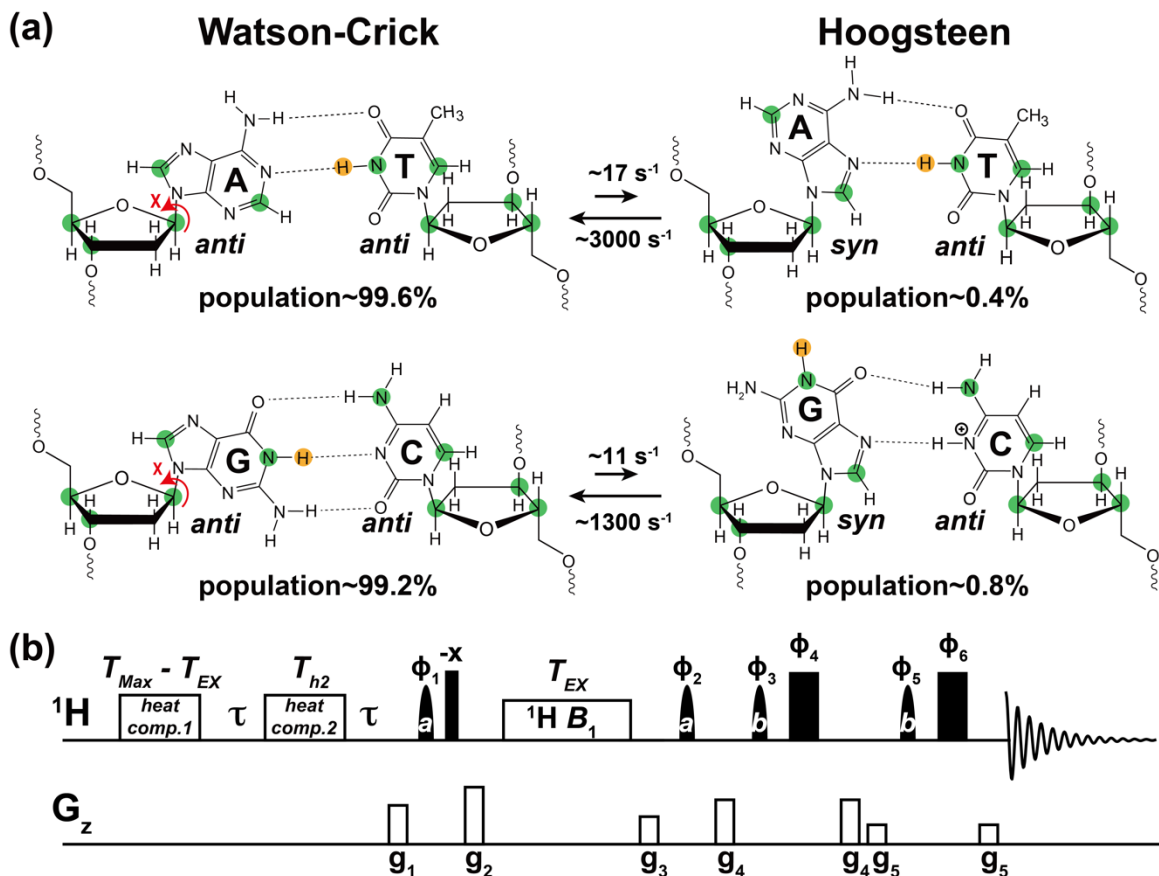 (a)
Watson-Crick
Hoogsteen
H
N H
O
CH3
H
N
N
A
N
N
H
H
N
T
N
O
O
O
x
H
H
H
H
H
O
anti
anti
H
H
O
H
H
O
O
population~99.6%
~17 s-1
~3000 s-1
H
N H
O
CH3
H
N
N
A
N
N
H
H
N
T
N
O
H
O
O
H
H
H
H
O
syn
anti
H
H
O
H
H
O
O
population~0.4%
H
O
H N
H
H
N
N
G
N H
N
C
H
N
N
N
N H
O
H
O
O
x
H
H
H
H
anti
anti
H
H
O
H
H
O
O
population~99.2%
~11 s-1
~1300 s-1
H
N
O
H
H N
H
H2N
G
N
N
N
H N
⊕
C
H
N
N
O
H
O
O
H
H
H
H
O
syn
anti
H
H
O
H
H
O
O
population~0.8%
(b)
TMax - TEX
Th2
ϕ1 -x
TEX
ϕ2 ϕ3 ϕ4 ϕ5 ϕ6
1H
heat comp.1
τ
heat comp.2
τ
a
1H B1
a
b
b
Gz
g1 g2 g3 g4 g4 g5 g5